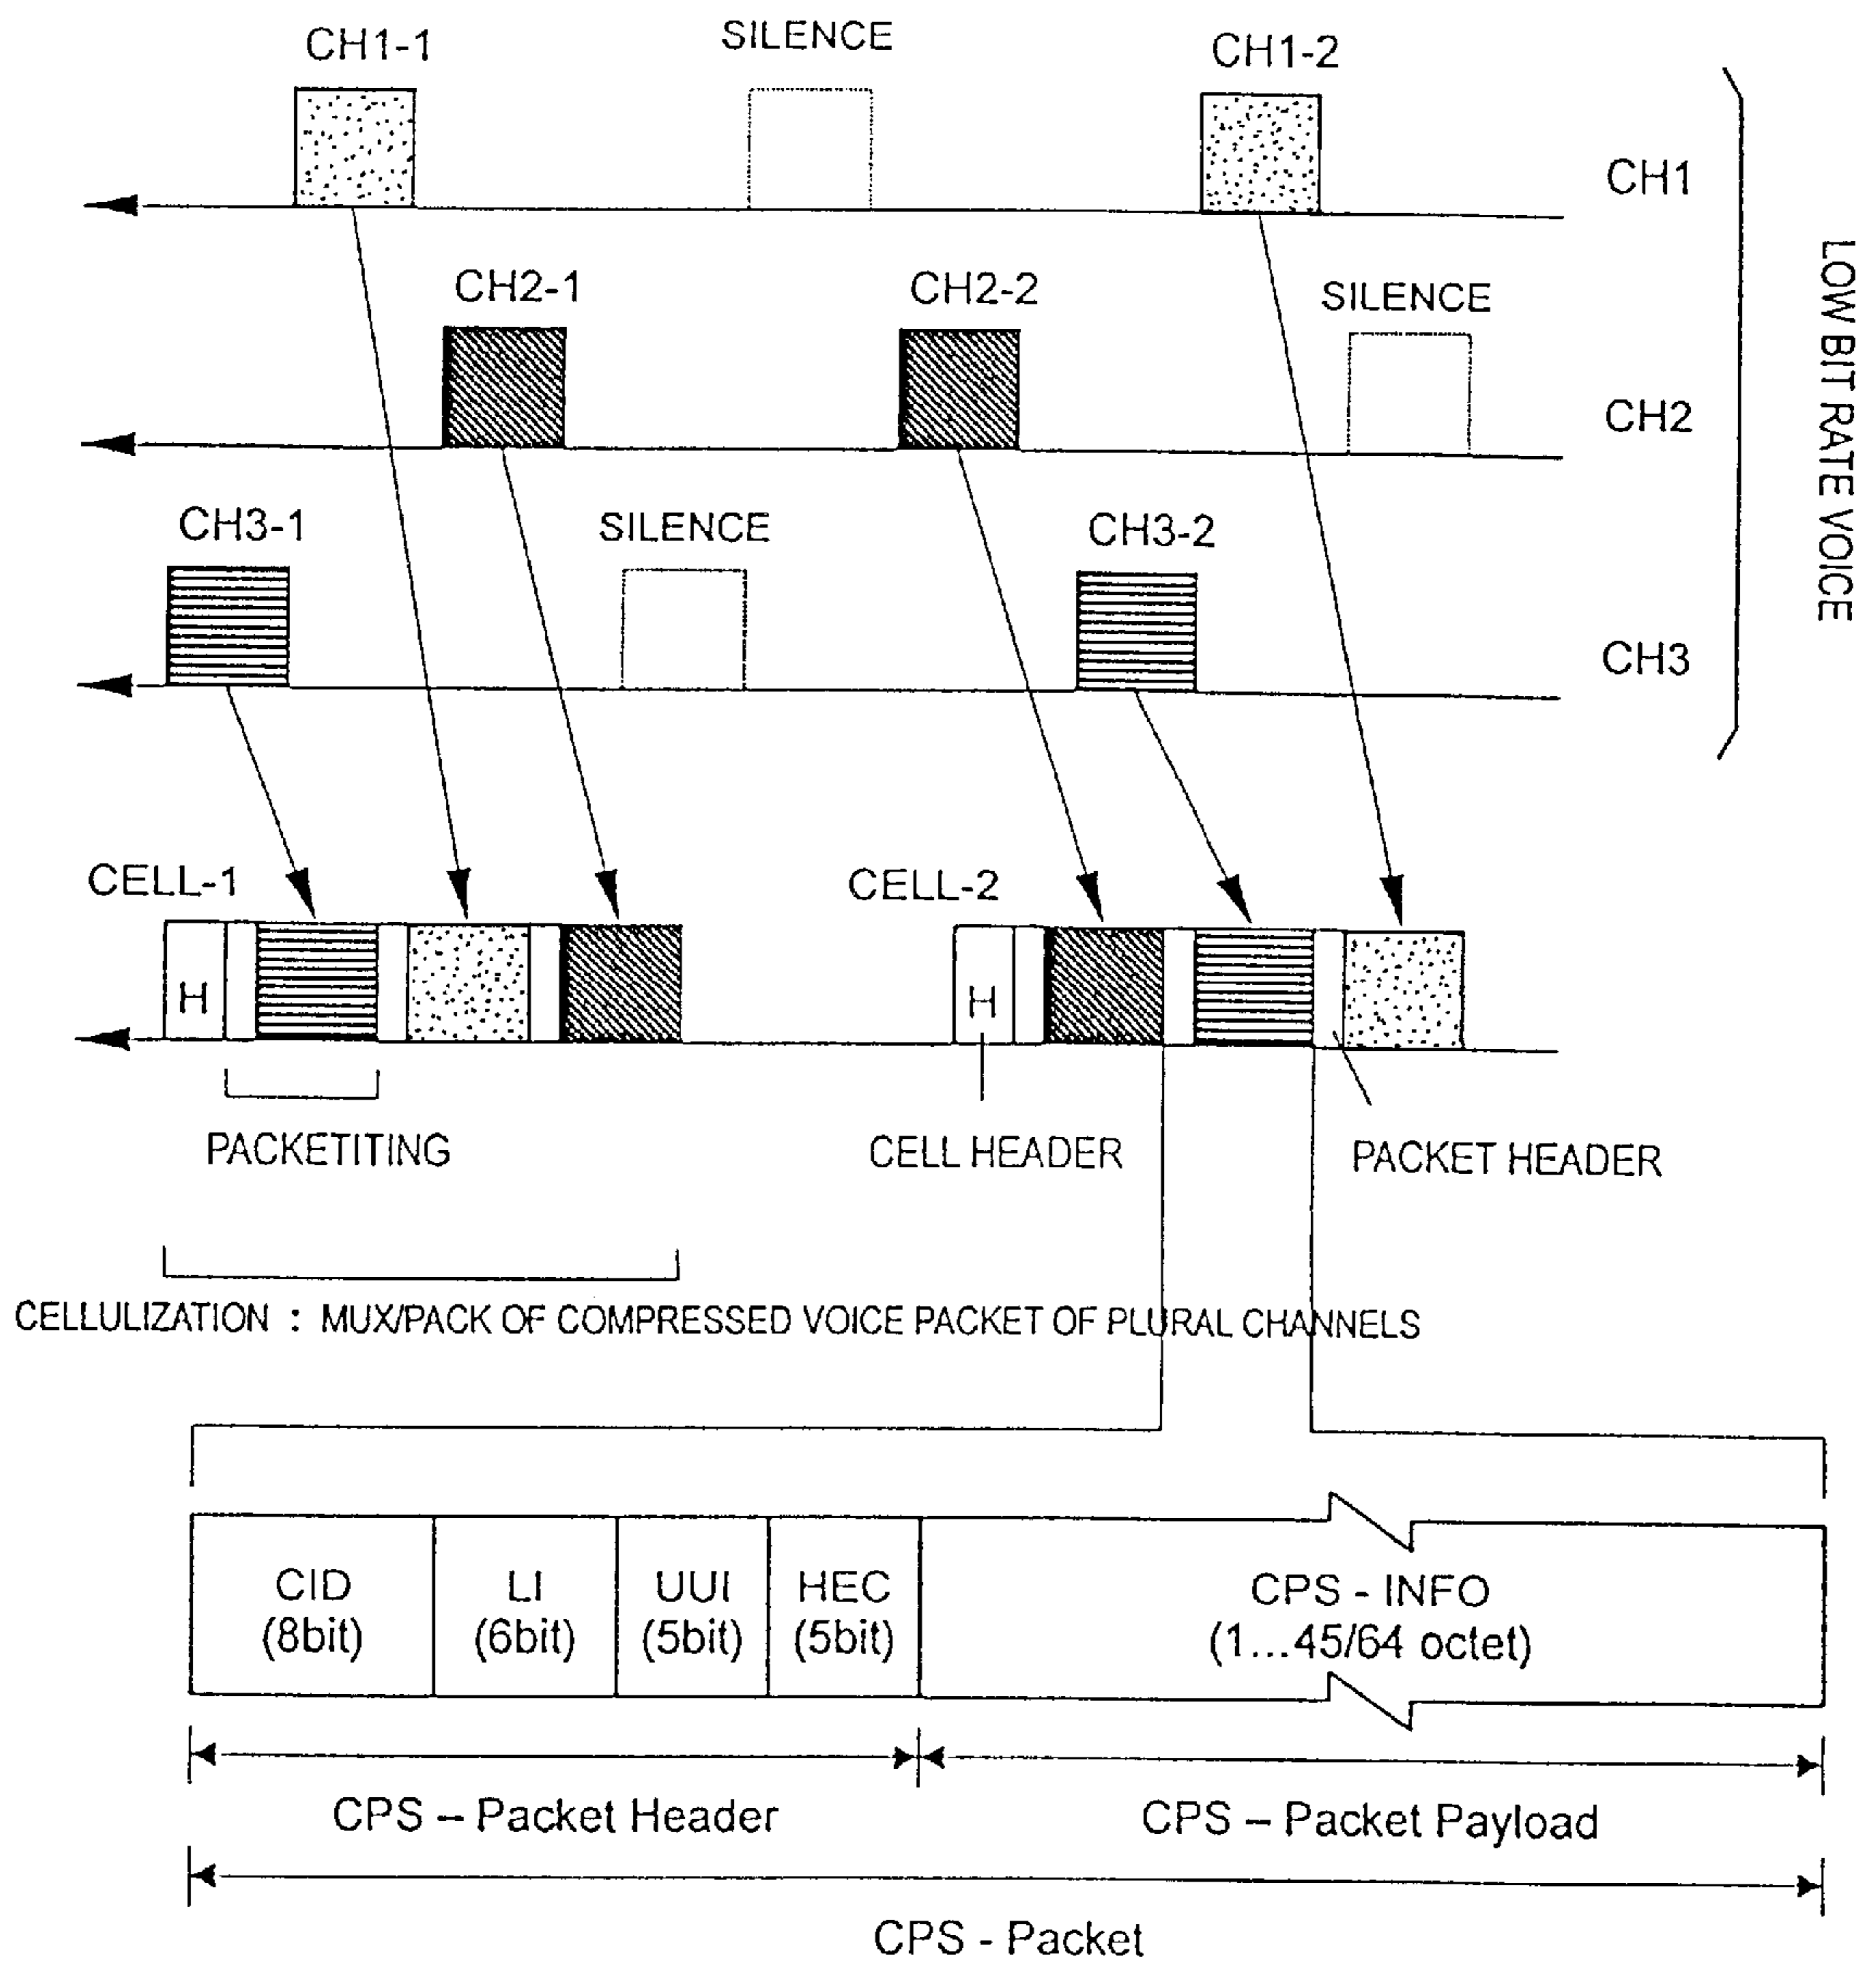 CH1-1
SILENCE
CH1-2
CH1
CH2-1
CH2-2
SILENCE
CH2
CH3-1
SILENCE
CH3-2
CH3
LOW BIT RATE VOICE
CELL-1
CELL-2
H
H
PACKETITING
CELL HEADER
PACKET HEADER
CELLULIZATION : MUX/PACK OF COMPRESSED VOICE PACKET OF PLURAL CHANNELS
CID
(8bit)
LI
(6bit)
UUI
(5bit)
HEC
(5bit)
CPS - INFO
(1...45/64 octet)
CPS – Packet Header
CPS – Packet Payload
CPS - Packet